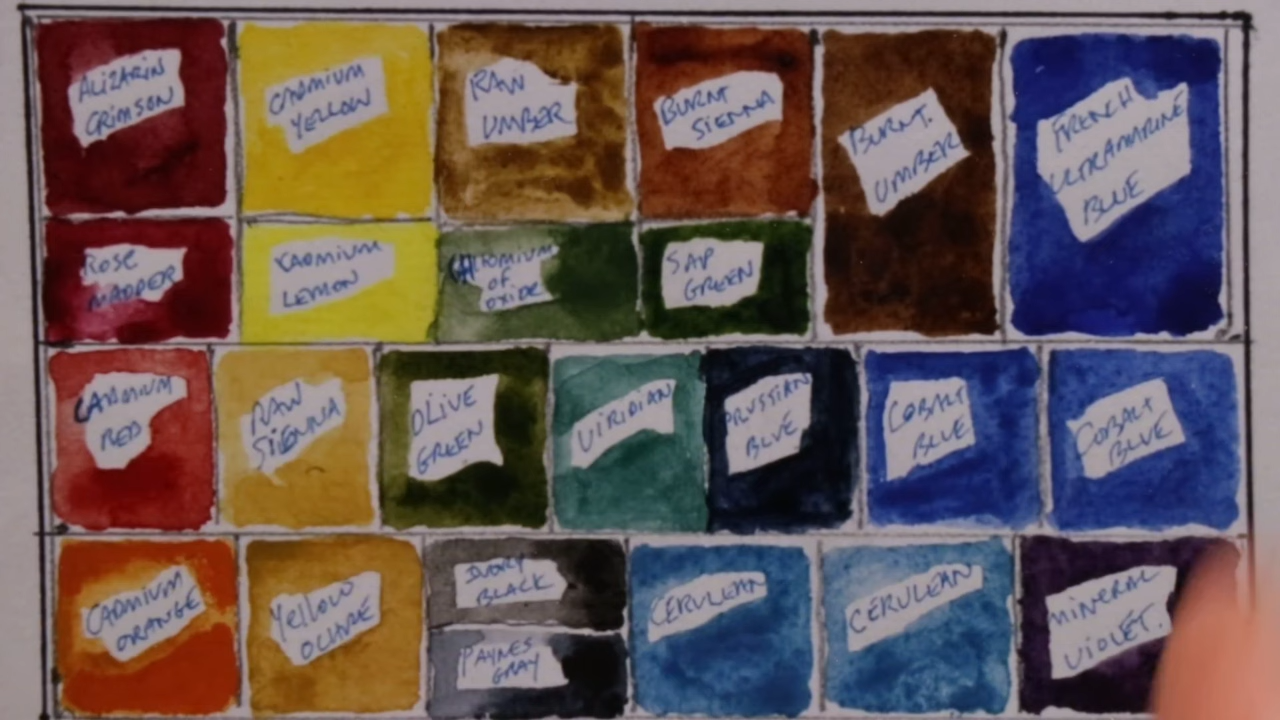 ALIZARIN
CRIMSON
CADMIUM
YELLOW
RAW
UMBER
BURNT
SIENNA
BURNT.
UMBER
FRENCH
ULTRAMARINE
BLUE
ROSE
MADDER
CADMIUM
LEMON
CHROMIUM
OF
OXIDE
SAP
GREEN
CADMIUM
RED
RAW
SIENNA
OLIVE
GREEN
VIRIDIAN
PRUSSIAN
BLUE
COBALT
BLUE
COBALT
BLUE
CADMIUM
ORANGE
YELLOW
OCHRE
IVORY
BLACK
PAYNES
GRAY
CERULEAN
CERULEAN
MINERAL
VIOLET.